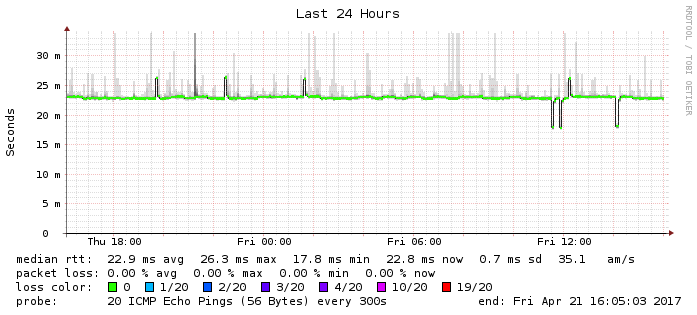 Last 24 Hours
RRDTOOL / TOBI OETIKER
Seconds
30 m
25 m
20 m
15 m
10 m
5 m
0
Thu 18:00 Fri 00:00 Fri 06:00 Fri 12:00
median rtt: 22.9 ms avg 26.3 ms max 17.8 ms min 22.8 ms now 0.7 ms sd 35.1 am/s
packet loss: 0.00 % avg 0.00 % max 0.00 % min 0.00 % now
loss color: 0 1/20 2/20 3/20 4/20 10/20 19/20
probe: 20 ICMP Echo Pings (56 Bytes) every 300s end: Fri Apr 21 16:05:03 2017